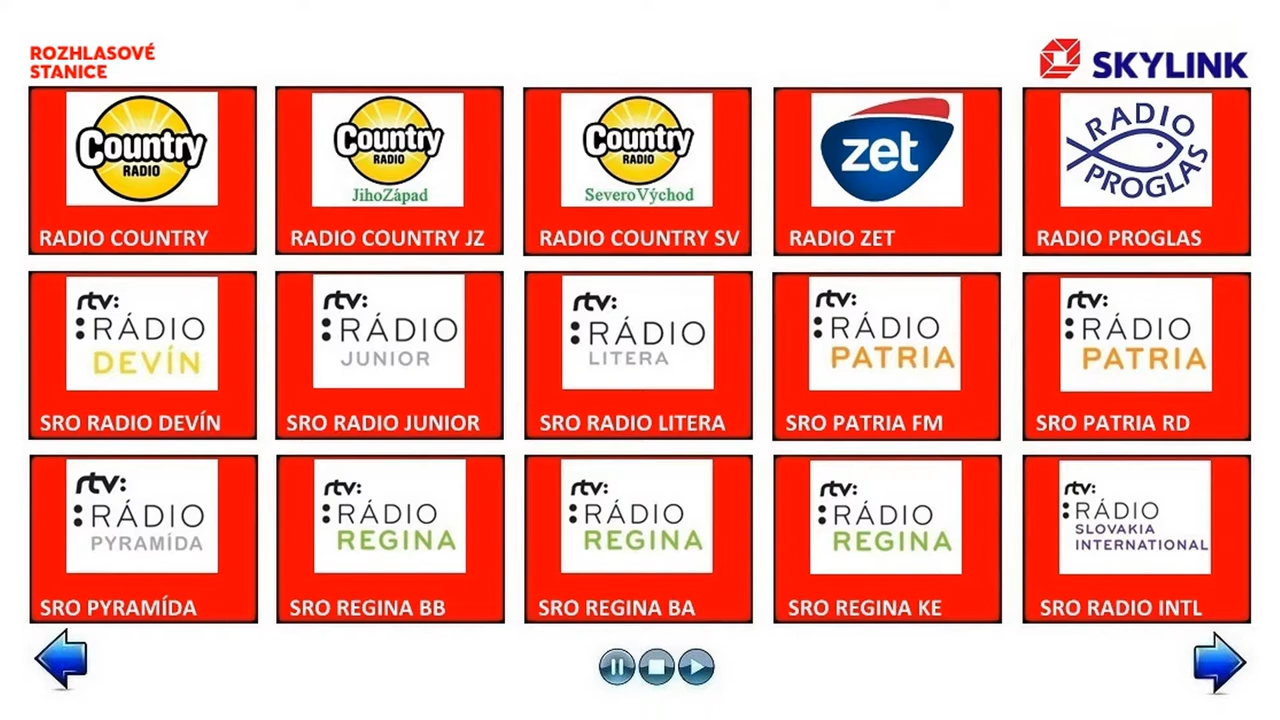 ROZHLASOVÉ
STANICE
SKYLINK
Country
RADIO
RADIO COUNTRY
Country
RADIO
JihoZápad
RADIO COUNTRY JZ
Country
RADIO
SeveroVýchod
RADIO COUNTRY SV
zet
RADIO ZET
RADIO
PROGLAS
RADIO PROGLAS
rtv:
RÁDIO
DEVÍN
SRO RADIO DEVÍN
rtv:
RÁDIO
JUNIOR
SRO RADIO JUNIOR
rtv:
RÁDIO
LITERA
SRO RADIO LITERA
rtv:
RÁDIO
PATRIA
SRO PATRIA FM
rtv:
RÁDIO
PATRIA
SRO PATRIA RD
rtv:
RÁDIO
PYRAMÍDA
SRO PYRAMÍDA
rtv:
RÁDIO
REGINA
SRO REGINA BB
rtv:
RÁDIO
REGINA
SRO REGINA BA
rtv:
RÁDIO
REGINA
SRO REGINA KE
rtv:
RÁDIO
SLOVAKIA
INTERNATIONAL
SRO RADIO INTL